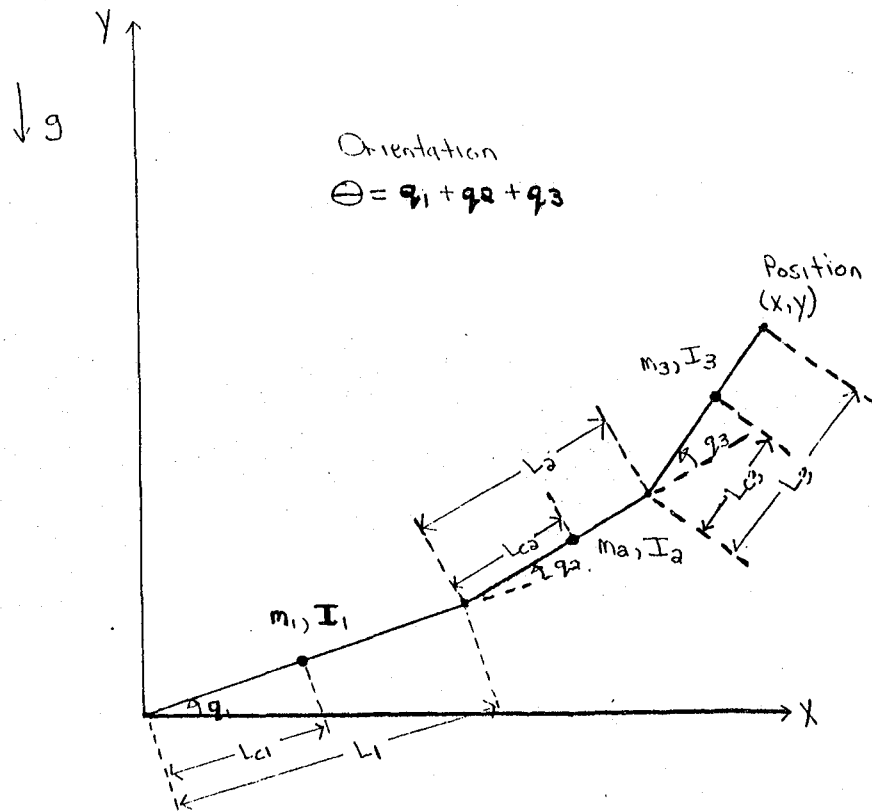 Y
↓ g
Orientation
Θ = q1 + q2 + q3
Position
(X,Y)
m3, I3
q3
L2
Lc3
L3
Lc2
m2, I2
q2.
m1, I1
q1
X
Lc1
L1